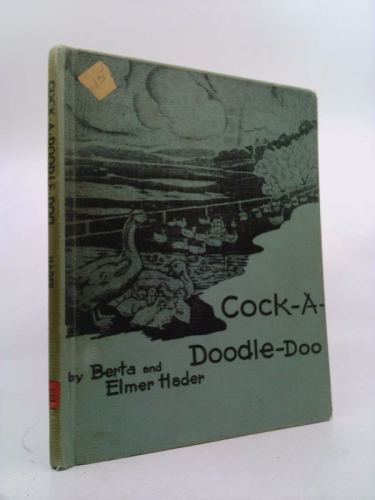 COCK-A-DOODLE-DOO
HADER
15¢
Cock-A-
Doodle-Doo
by Berta and
Elmer Hader